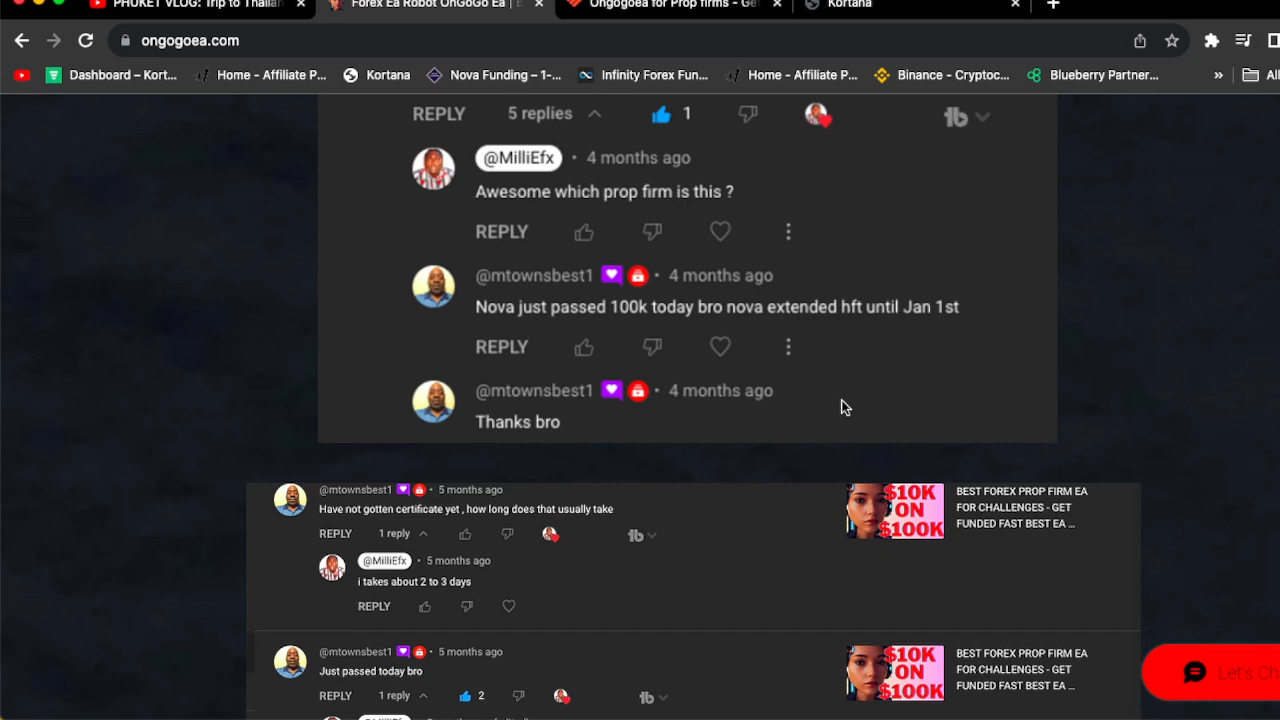 PHUKET VLOG: Trip to Thailan
Forex Ea Robot OnGoGo Ea |
Ongogoea for Prop firms - Ge
Kortana
ongogoea.com
Dashboard – Kort...
Home – Affiliate P...
Kortana
Nova Funding – 1-...
Infinity Forex Fun...
Home – Affiliate P...
Binance - Cryptoc...
Blueberry Partner...
»
All
REPLY 5 replies 1
@MilliEfx • 4 months ago
Awesome which prop firm is this ?
REPLY
@mtownsbest1 • 4 months ago
Nova just passed 100k today bro nova extended hft until Jan 1st
REPLY
@mtownsbest1 • 4 months ago
Thanks bro
@mtownsbest1 • 5 months ago
Have not gotten certificate yet , how long does that usually take
REPLY 1 reply
$10K
ON
$100K
BEST FOREX PROP FIRM EA
FOR CHALLENGES - GET
FUNDED FAST BEST EA ...
@MilliEfx • 5 months ago
i takes about 2 to 3 days
REPLY
@mtownsbest1 • 5 months ago
Just passed today bro
REPLY 1 reply 2
$10K
ON
$100K
BEST FOREX PROP FIRM EA
FOR CHALLENGES - GET
FUNDED FAST BEST EA ...
Let's Ch